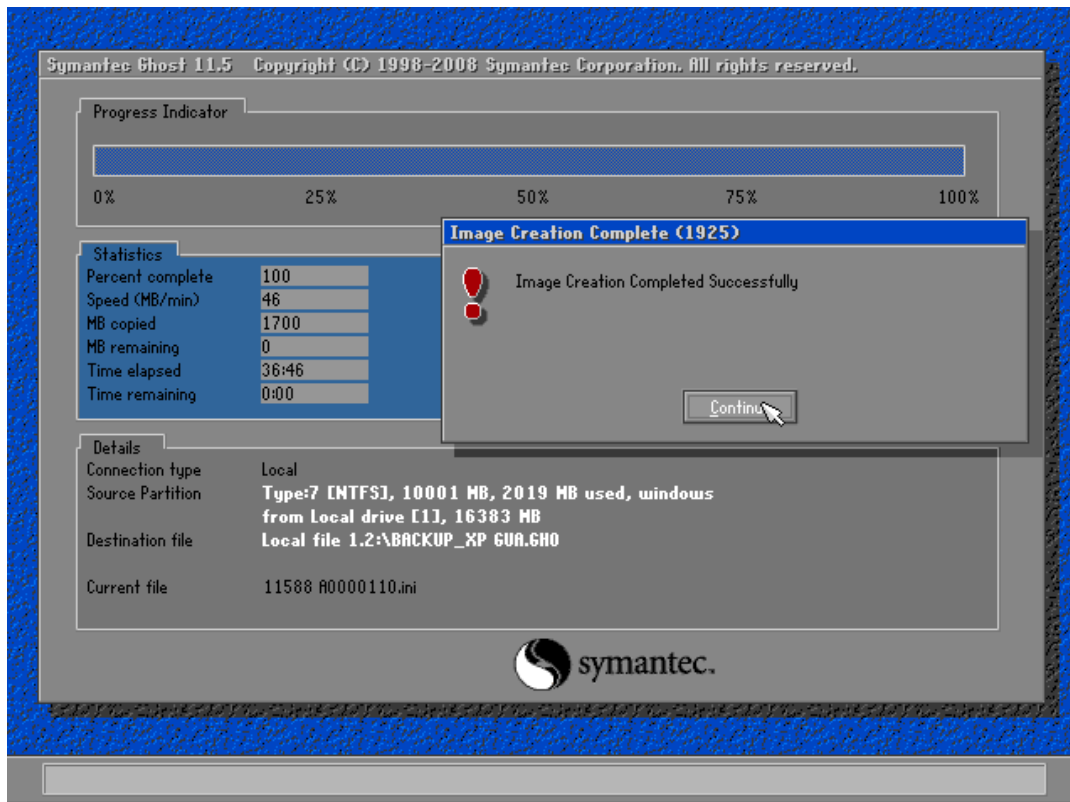 Symantec Ghost 11.5 Copyright (C) 1998-2008 Symantec Corporation. All rights reserved.
Progress Indicator
0% 25% 50% 75% 100%
Image Creation Complete (1925)
Image Creation Completed Successfully
Continu
Statistics
Percent complete 100
Speed (MB/min) 46
MB copied 1700
MB remaining 0
Time elapsed 36:46
Time remaining 0:00
Details
Connection type Local
Source Partition Type:7 [NTFS], 10001 MB, 2019 MB used, windows
from Local drive [1], 16383 MB
Destination file Local file 1.2:\BACKUP_XP GUA.GHO
Current file 11588 A0000110.ini
symantec.